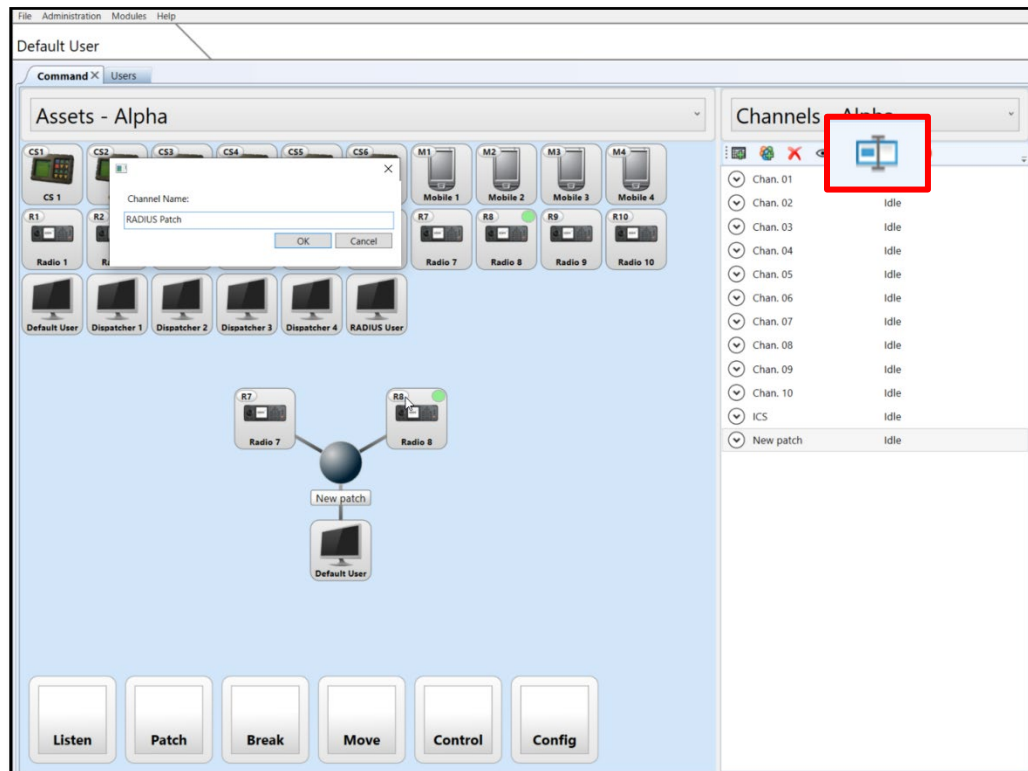 File Administration Modules Help
Default User
Command × Users
Assets - Alpha
Channels - Alpha
CS1 CS2 CS3 CS4 CS5 CS6 M1 M2 M3 M4
CS 1 Mobile 1 Mobile 2 Mobile 3 Mobile 4
Channel Name:
RADIUS Patch
OK Cancel
R1 R2 R7 R8 R9 R10
Radio 1 Radio 7 Radio 8 Radio 9 Radio 10
Default User Dispatcher 1 Dispatcher 2 Dispatcher 3 Dispatcher 4 RADIUS User
R7 R8
Radio 7 Radio 8
New patch
Default User
Listen Patch Break Move Control Config
Chan. 01
Chan. 02 Idle
Chan. 03 Idle
Chan. 04 Idle
Chan. 05 Idle
Chan. 06 Idle
Chan. 07 Idle
Chan. 08 Idle
Chan. 09 Idle
Chan. 10 Idle
ICS Idle
New patch Idle